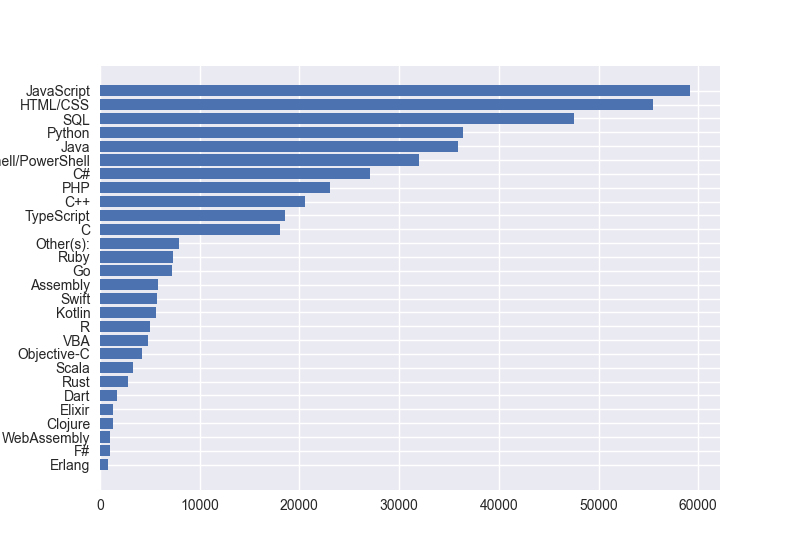 JavaScript
HTML/CSS
SQL
Python
Java
ell/PowerShell
C#
PHP
C++
TypeScript
C
Other(s):
Ruby
Go
Assembly
Swift
Kotlin
R
VBA
Objective-C
Scala
Rust
Dart
Elixir
Clojure
WebAssembly
F#
Erlang
0 10000 20000 30000 40000 50000 60000